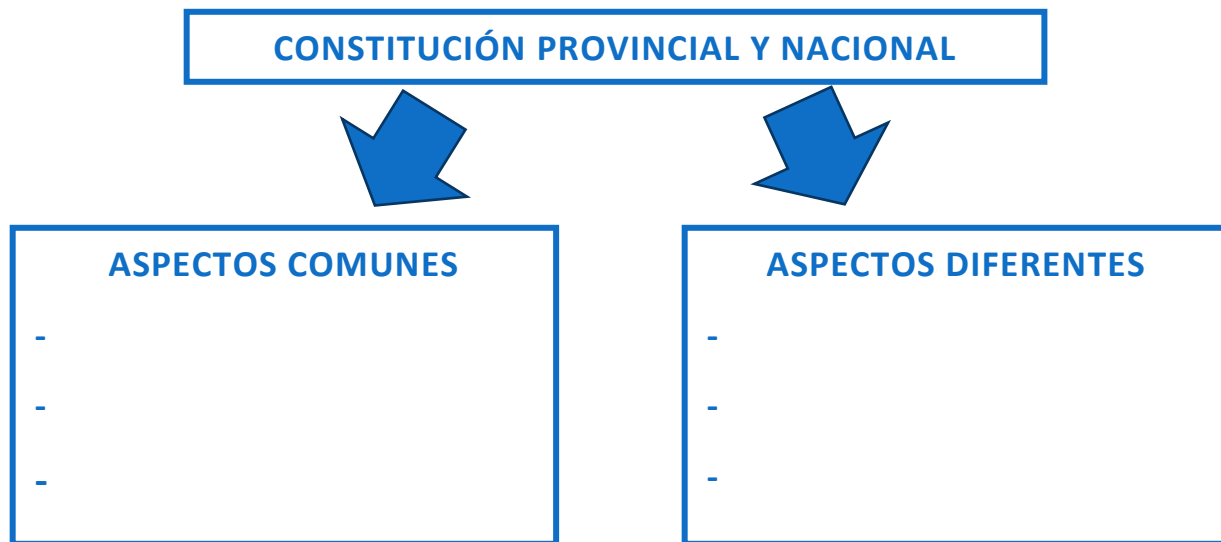 CONSTITUCIÓN PROVINCIAL Y NACIONAL
ASPECTOS COMUNES
-
-
-
ASPECTOS DIFERENTES
-
-
-